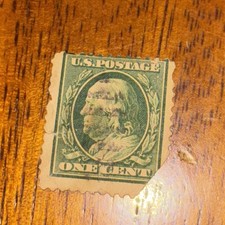 U.S. POSTAGE
ONE CENT